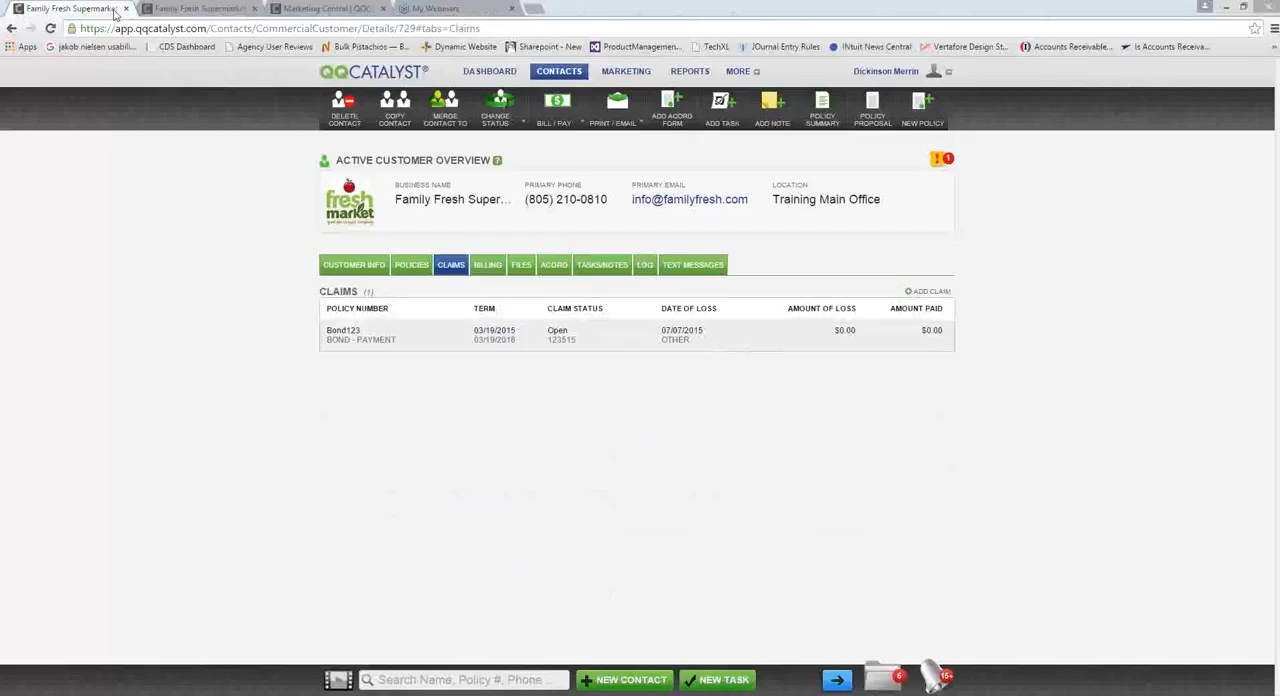 Family Fresh Supermarke
Family Fresh Supermarket
Marketing Central | QQC
My Webinars
https://app.qqcatalyst.com/Contacts/CommercialCustomer/Details/729#tabs=Claims
Apps
jakob nielsen usabili...
CDS Dashboard
Agency User Reviews
Bulk Pistachios — B...
Dynamic Website
Sharepoint - New
ProductManagemen...
TechXL
JOurnal Entry Rules
INtuit News Central
Vertafore Design St...
Accounts Receivable...
Is Accounts Receiva...
QQCATALYST®
DASHBOARD
CONTACTS
MARKETING
REPORTS
MORE
Dickinson Merrin
DELETE
CONTACT
COPY
CONTACT
MERGE
CONTACT TO
CHANGE
STATUS
BILL / PAY
PRINT / EMAIL
ADD ACORD
FORM
ADD TASK
ADD NOTE
POLICY
SUMMARY
POLICY
PROPOSAL
NEW POLICY
ACTIVE CUSTOMER OVERVIEW ?
! 1
fresh
market
BUSINESS NAME
Family Fresh Super...
PRIMARY PHONE
(805) 210-0810
PRIMARY EMAIL
info@familyfresh.com
LOCATION
Training Main Office
CUSTOMER INFO
POLICIES
CLAIMS
BILLING
FILES
ACORD
TASKS/NOTES
LOG
TEXT MESSAGES
CLAIMS (1)
ADD CLAIM
POLICY NUMBER TERM CLAIM STATUS DATE OF LOSS AMOUNT OF LOSS AMOUNT PAID
Bond123 03/19/2015 Open 07/07/2015 $0.00 $0.00
BOND - PAYMENT 03/19/2016 123515 OTHER
Search Name, Policy #, Phone ...
NEW CONTACT
NEW TASK
6
15+